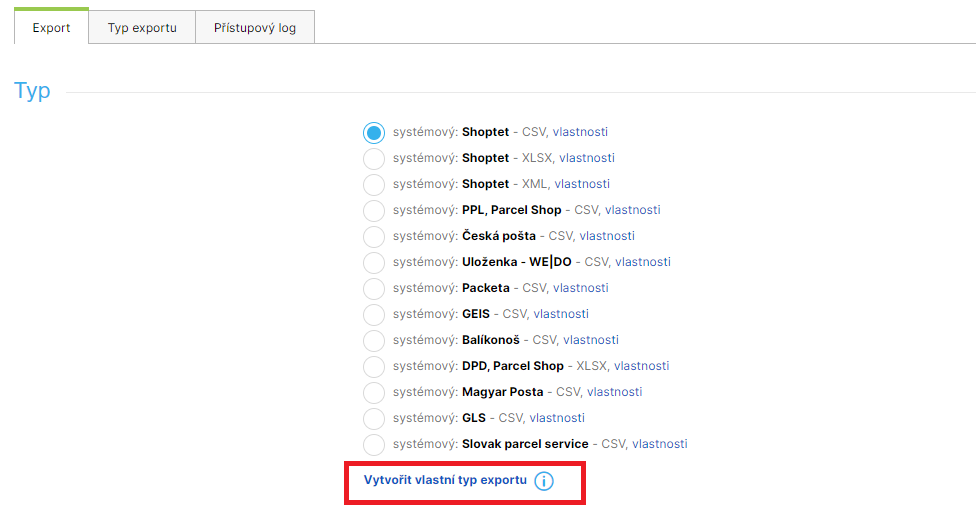 Export Typ exportu Přístupový log
Typ
systémový: Shoptet - CSV, vlastnosti
systémový: Shoptet - XLSX, vlastnosti
systémový: Shoptet - XML, vlastnosti
systémový: PPL, Parcel Shop - CSV, vlastnosti
systémový: Česká pošta - CSV, vlastnosti
systémový: Uloženka - WE|DO - CSV, vlastnosti
systémový: Packeta - CSV, vlastnosti
systémový: GEIS - CSV, vlastnosti
systémový: Balíkonoš - CSV, vlastnosti
systémový: DPD, Parcel Shop - XLSX, vlastnosti
systémový: Magyar Posta - CSV, vlastnosti
systémový: GLS - CSV, vlastnosti
systémový: Slovak parcel service - CSV, vlastnosti
Vytvořit vlastní typ exportu i